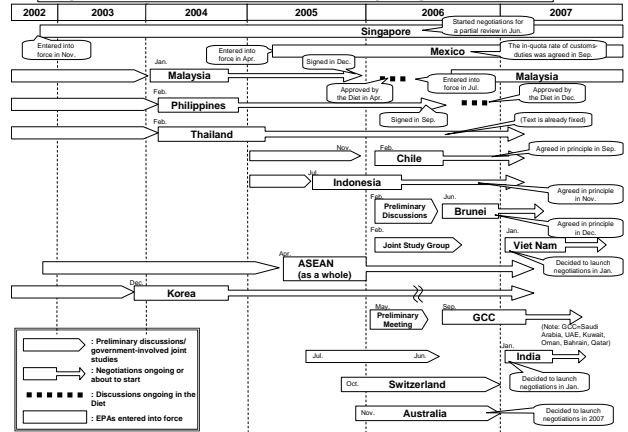 2002 2003 2004 2005 2006 2007
Started negotiations for
a partial review in Jun.
Singapore
Entered into
force in Nov.
Entered into
force in Apr.
Mexico
The in-quota rate of customs-
duties was agreed in Sep.
Signed in Dec.
Jan.
Malaysia
Entered into
force in Jul.
Malaysia
Approved by
the Diet in Apr.
Approved by
the Diet in Dec.
Feb.
Philippines
Signed in Sep.
Feb.
Thailand
(Text is already fixed)
Nov.
Feb.
Chile
Agreed in principle in Sep.
Jul.
Indonesia
Agreed in principle
in Nov.
Feb.
Preliminary
Discussions
Jun.
Brunei
Agreed in principle
in Dec.
Feb.
Joint Study Group
Jan.
Viet Nam
Decided to launch
negotiations in Jan.
Apr.
ASEAN
(as a whole)
Dec.
Korea
May.
Preliminary
Meeting
Sep.
GCC
(Note: GCC=Saudi
Arabia, UAE, Kuwait,
Oman, Bahrain, Qatar)
Jul.
Jun.
Jan.
India
Decided to launch
negotiations in Jan.
Oct.
Switzerland
Nov.
Australia
Decided to launch
negotiations in 2007
: Preliminary discussions/
government-involved joint
studies
: Negotiations ongoing or
about to start
: Discussions ongoing in the
Diet
: EPAs entered into force